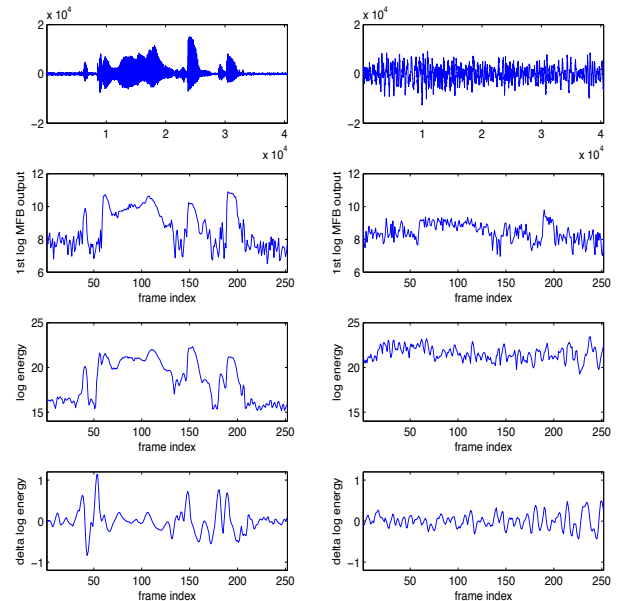 x 10^4 x 10^4
2 2
0 0
−2 −2
1 2 3 4 1 2 3 4
x 10^4 x 10^4
12 12
10 10
8 8
6 6
1st log MFB output 1st log MFB output
50 100 150 200 250 50 100 150 200 250
frame index frame index
25 25
20 20
15 15
log energy log energy
50 100 150 200 250 50 100 150 200 250
frame index frame index
1 1
0 0
−1 −1
delta log energy delta log energy
50 100 150 200 250 50 100 150 200 250
frame index frame index